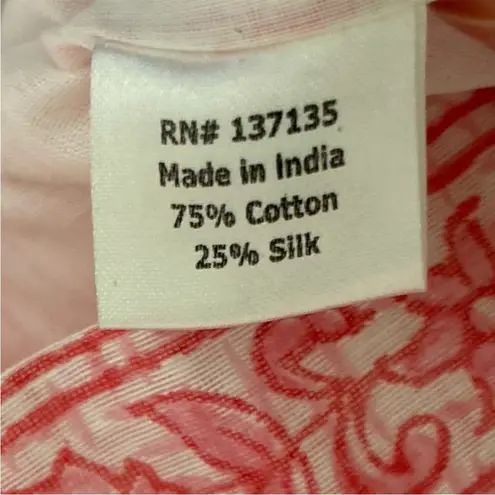 RN# 137135
Made in India
75% Cotton
25% Silk